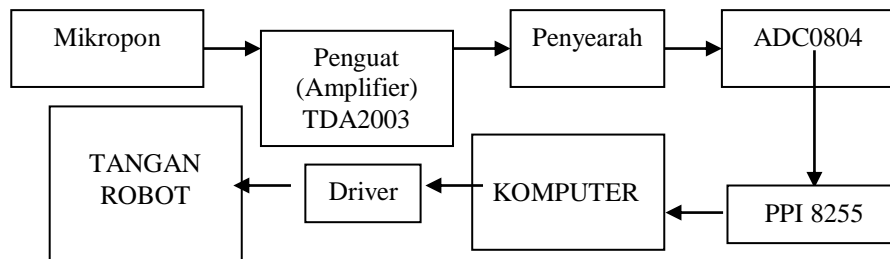 Mikropon
Penguat
(Amplifier)
TDA2003
Penyearah
ADC0804
TANGAN
ROBOT
Driver
KOMPUTER
PPI 8255